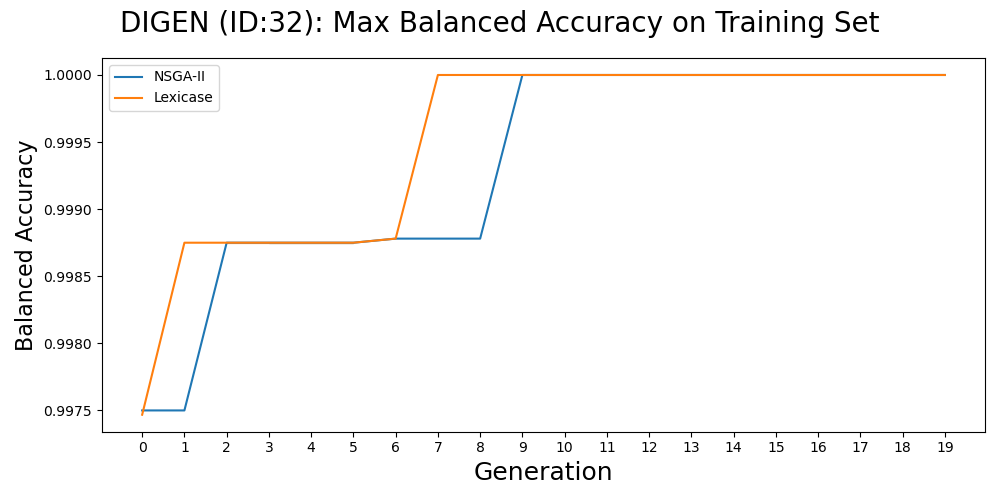 DIGEN (ID:32): Max Balanced Accuracy on Training Set
NSGA-II
Lexicase
Balanced Accuracy
1.0000
0.9995
0.9990
0.9985
0.9980
0.9975
0 1 2 3 4 5 6 7 8 9 10 11 12 13 14 15 16 17 18 19
Generation